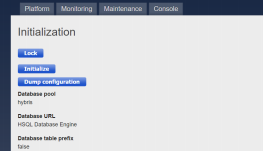 Platform Monitoring Maintenance Console
Initialization
Lock
Initialize
Dump configuration
Database pool
hybris
Database URL
HSQL Database Engine
Database table prefix
false